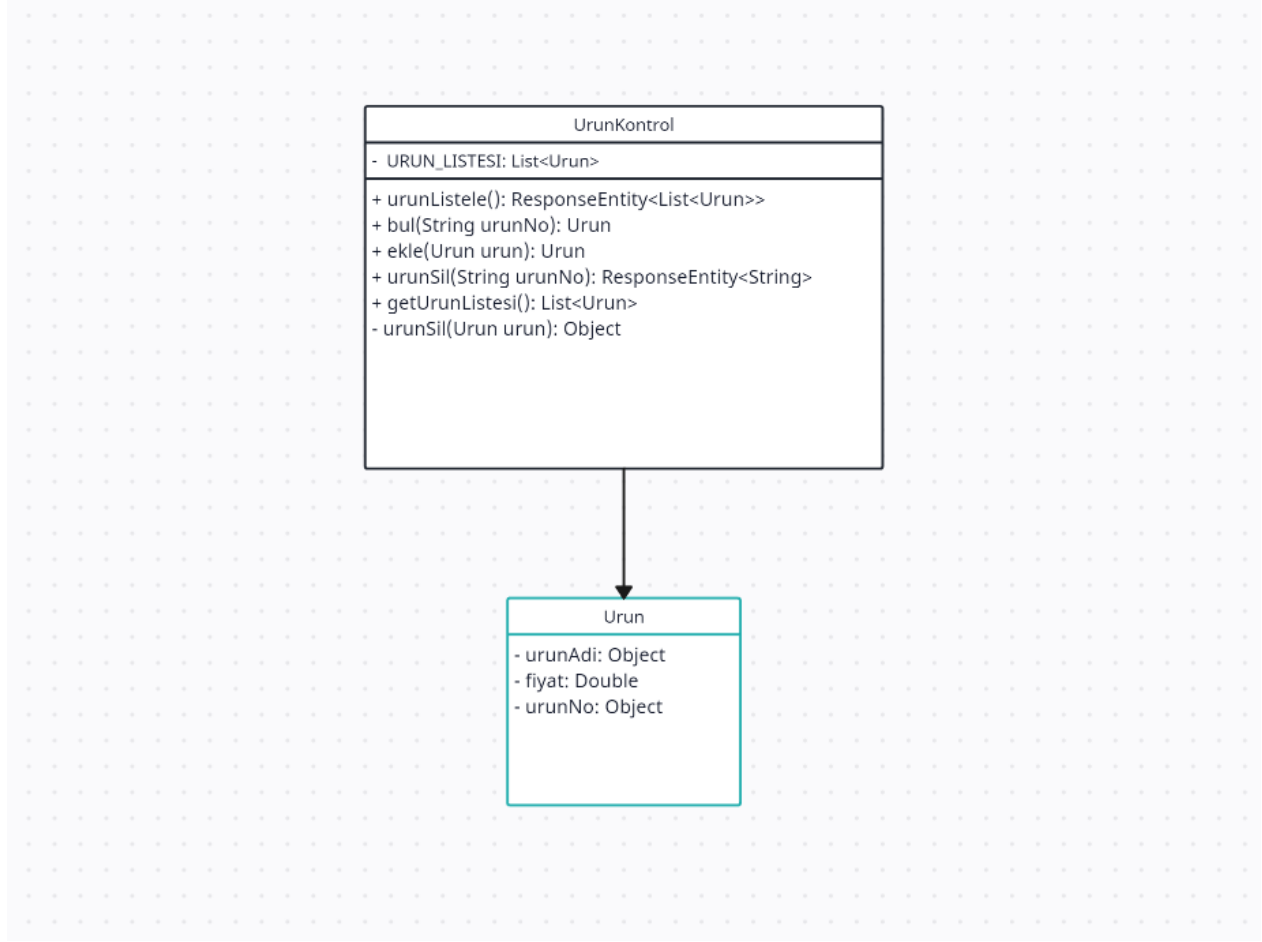 UrunKontrol
- URUN_LISTESI: List<Urun>
+ urunListele(): ResponseEntity<List<Urun>>
+ bul(String urunNo): Urun
+ ekle(Urun urun): Urun
+ urunSil(String urunNo): ResponseEntity<String>
+ getUrunListesi(): List<Urun>
- urunSil(Urun urun): Object
Urun
- urunAdi: Object
- fiyat: Double
- urunNo: Object